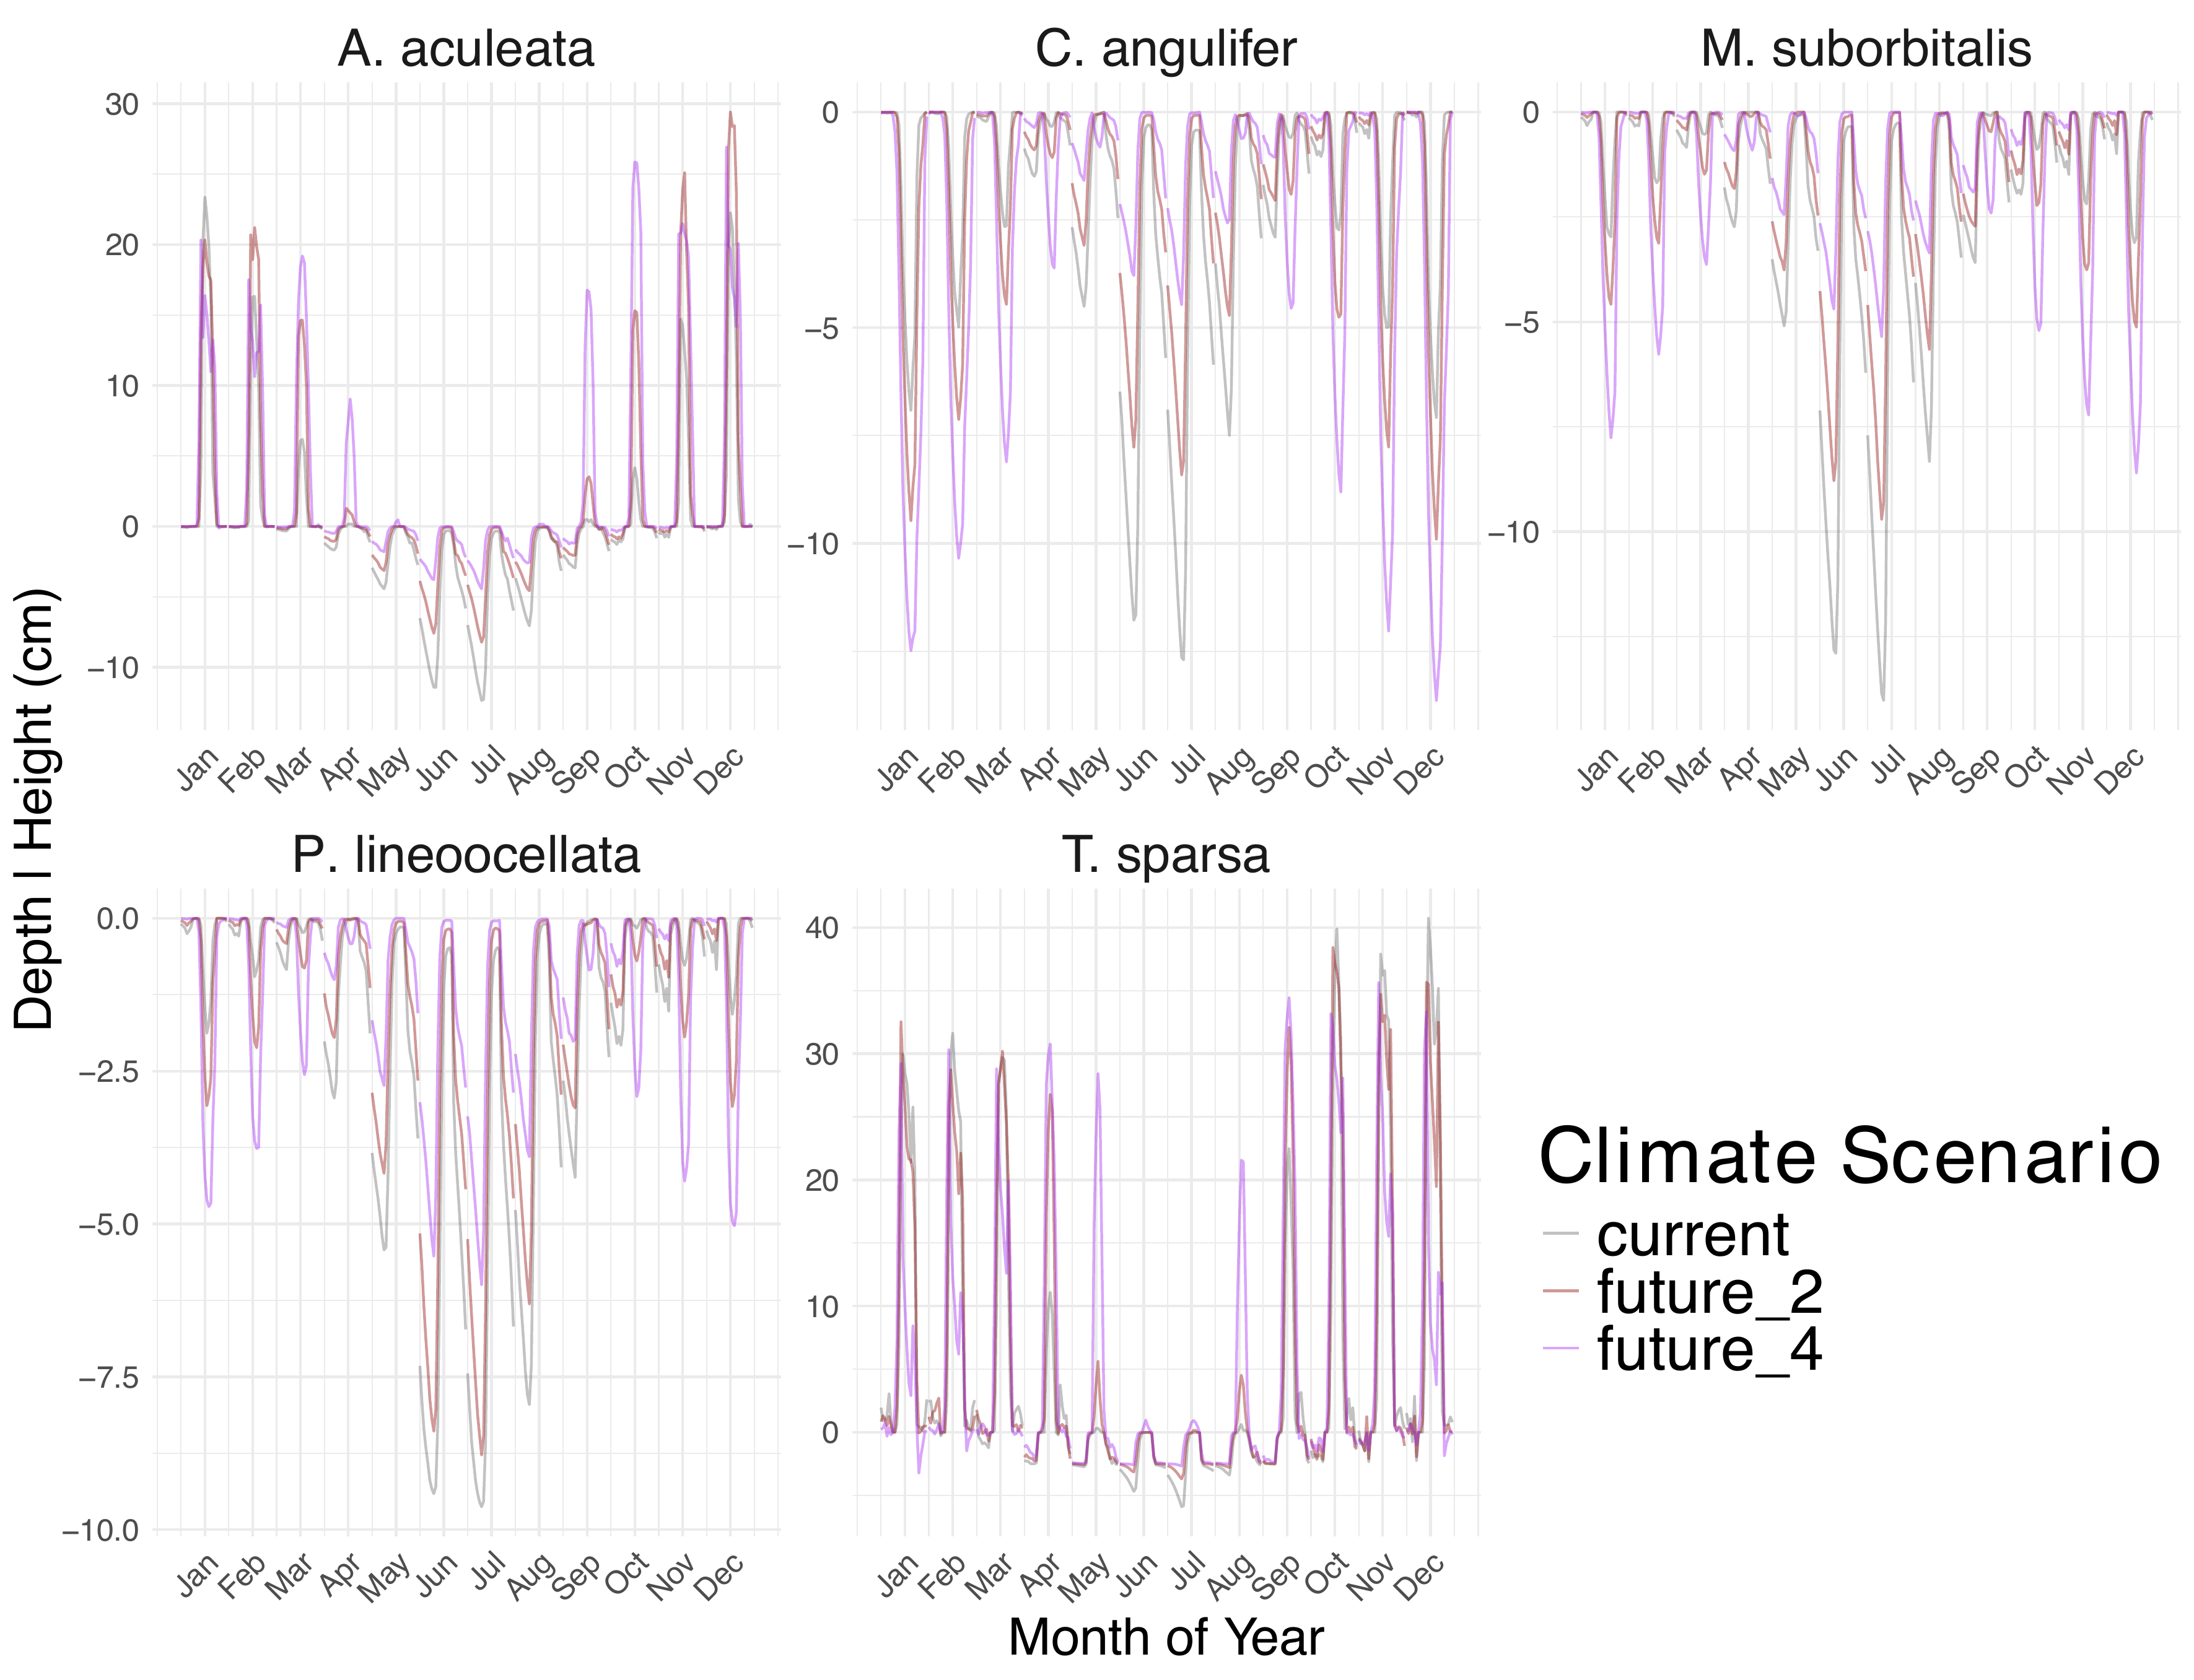 A. aculeata
C. angulifer
M. suborbitalis
30
20
10
0
−10
0
−5
−10
0
−5
−10
Jan Feb Mar Apr May Jun Jul Aug Sep Oct Nov Dec
Jan Feb Mar Apr May Jun Jul Aug Sep Oct Nov Dec
Jan Feb Mar Apr May Jun Jul Aug Sep Oct Nov Dec
Depth I Height (cm)
P. lineoocellata
T. sparsa
0.0
−2.5
−5.0
−7.5
−10.0
40
30
20
10
0
Jan Feb Mar Apr May Jun Jul Aug Sep Oct Nov Dec
Jan Feb Mar Apr May Jun Jul Aug Sep Oct Nov Dec
Month of Year
Climate Scenario
current
future_2
future_4